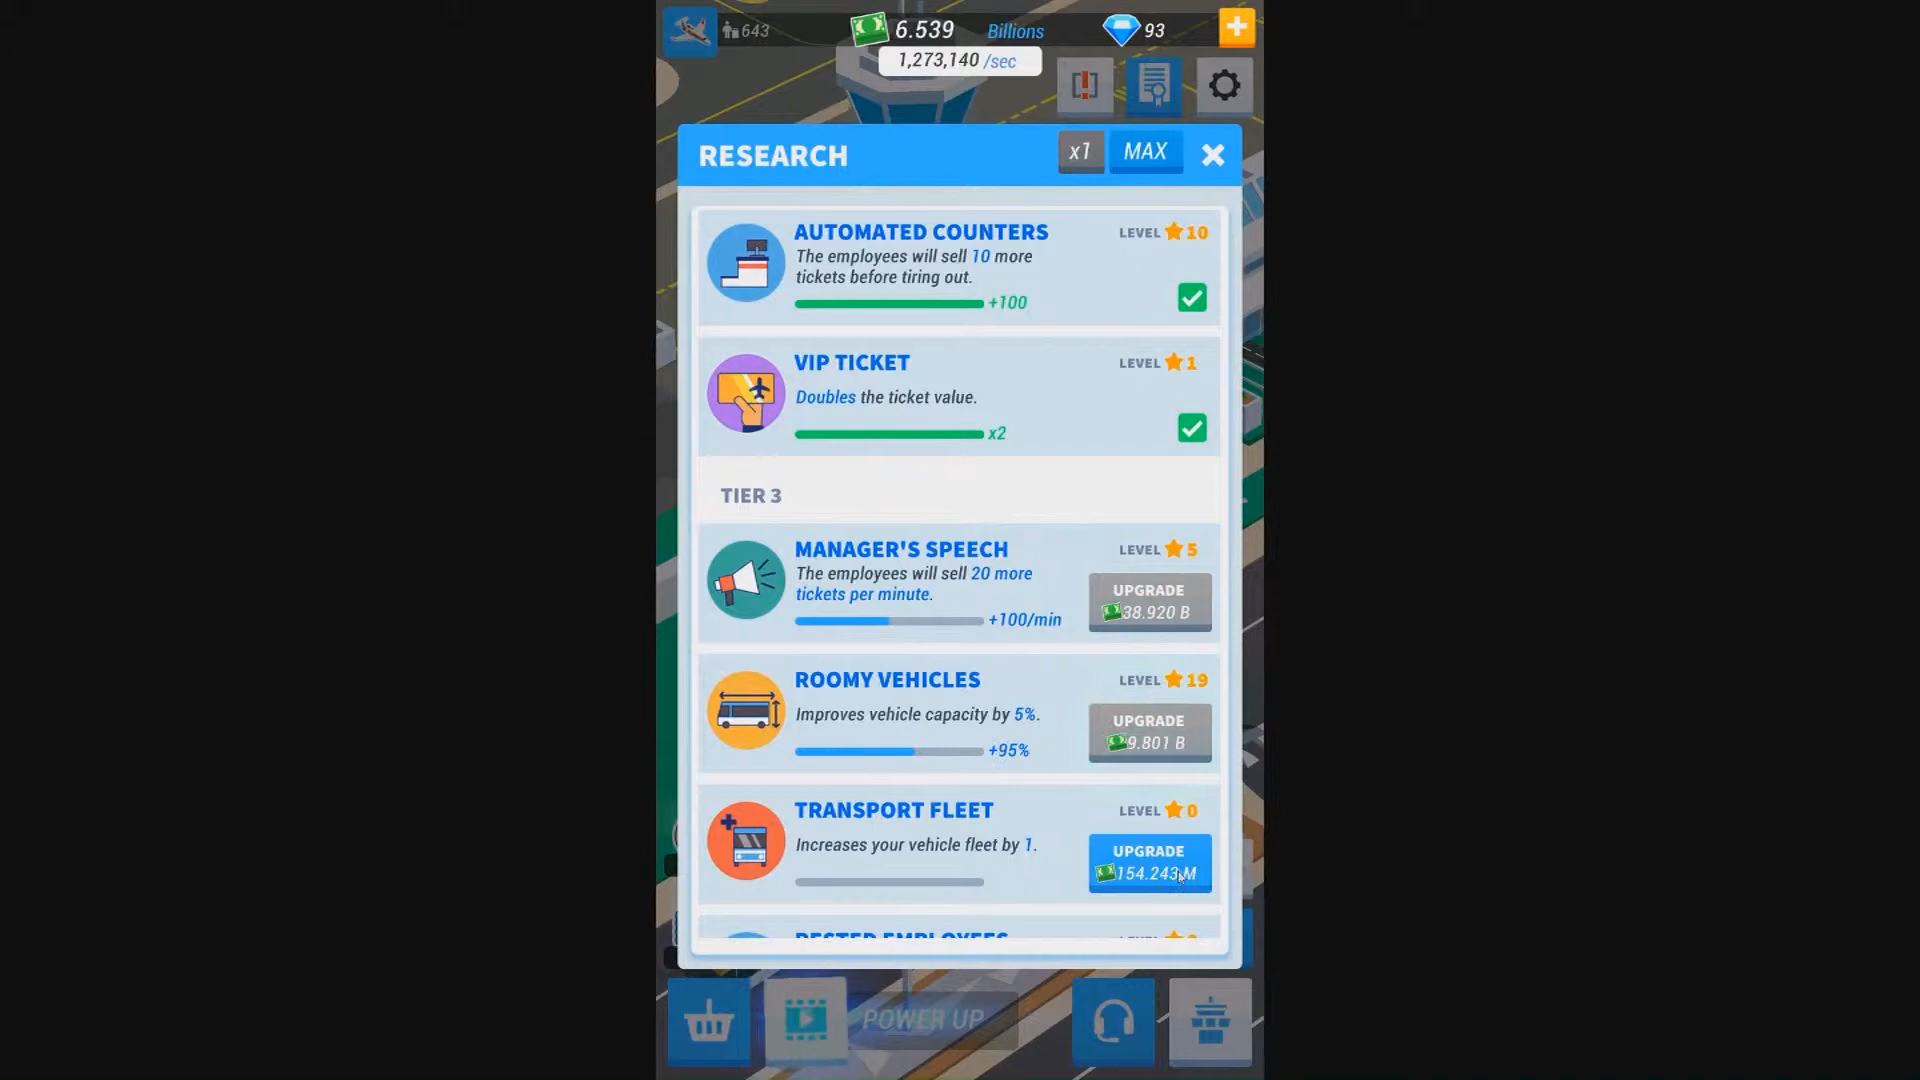 643
6.539 Billions
93
1,273,140 /sec
RESEARCH
x1
MAX
AUTOMATED COUNTERS
LEVEL 10
The employees will sell 10 more
tickets before tiring out.
+100
VIP TICKET
LEVEL 1
Doubles the ticket value.
x2
TIER 3
MANAGER'S SPEECH
LEVEL 5
The employees will sell 20 more
tickets per minute.
UPGRADE
38.920 B
+100/min
ROOMY VEHICLES
LEVEL 19
Improves vehicle capacity by 5%.
UPGRADE
9.801 B
+95%
TRANSPORT FLEET
LEVEL 0
Increases your vehicle fleet by 1.
UPGRADE
154.243 M
RESTED EMPLOYEES
LEVEL
POWER UP